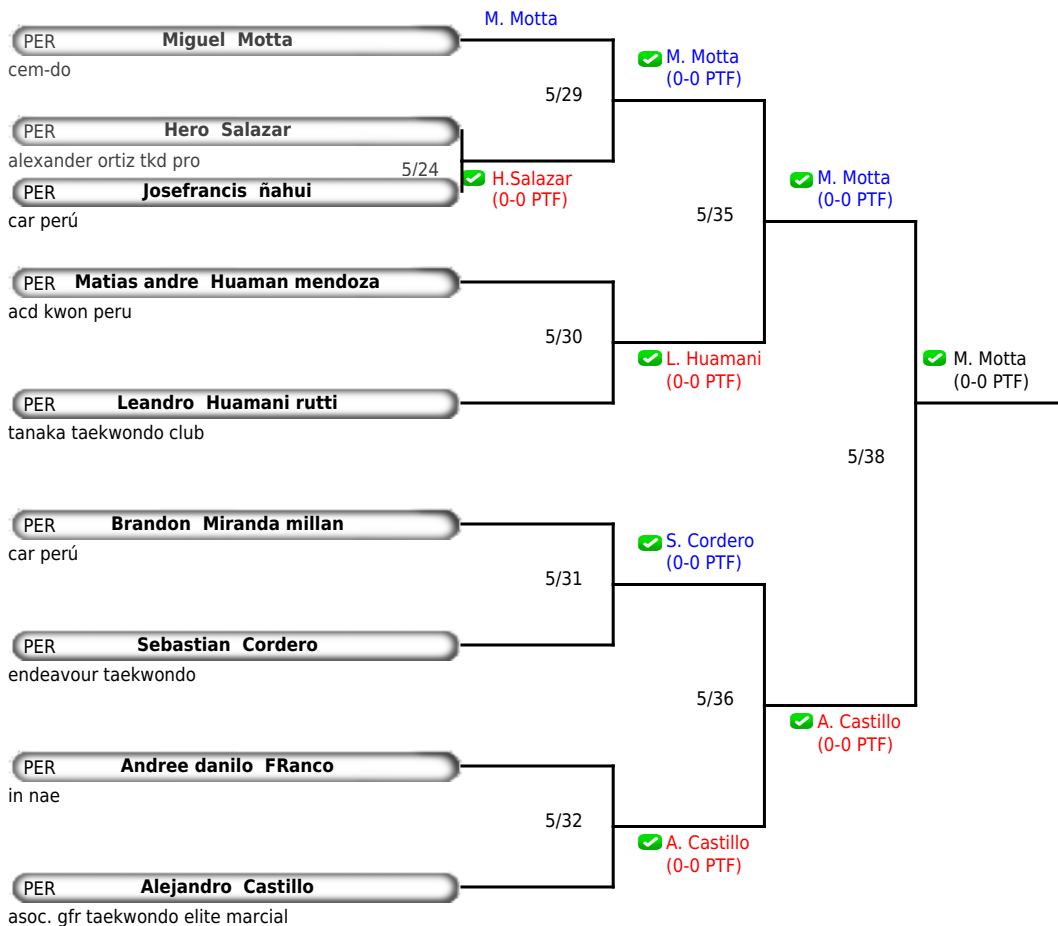 M. Motta
PER Miguel Motta
cem-do
M. Motta
(0-0 PTF)
5/29
PER Hero Salazar
alexander ortiz tkd pro
5/24
H.Salazar
(0-0 PTF)
PER Josefrancis ñahui
car perú
M. Motta
(0-0 PTF)
5/35
PER Matias andre Huaman mendoza
acd kwon peru
5/30
L. Huamani
(0-0 PTF)
M. Motta
(0-0 PTF)
PER Leandro Huamani rutti
tanaka taekwondo club
5/38
PER Brandon Miranda millan
car perú
S. Cordero
(0-0 PTF)
5/31
PER Sebastian Cordero
endeavour taekwondo
5/36
A. Castillo
(0-0 PTF)
PER Andree danilo FRanco
in nae
5/32
A. Castillo
(0-0 PTF)
PER Alejandro Castillo
asoc. gfr taekwondo elite marcial